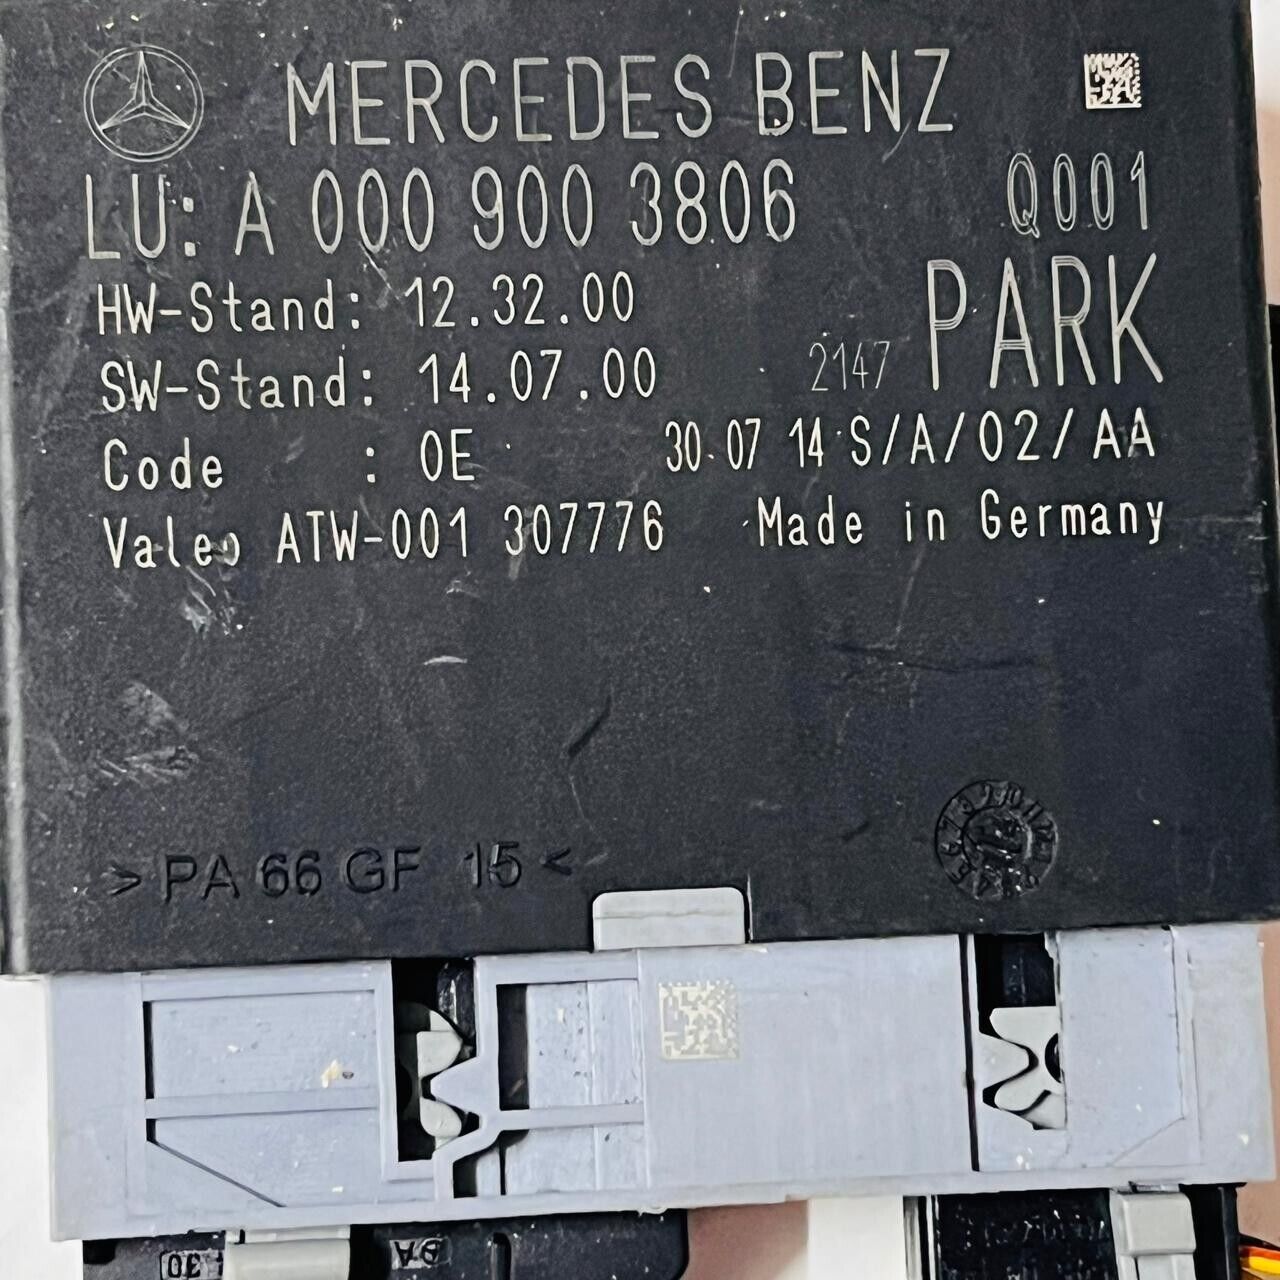 MERCEDES BENZ
LU: A 000 900 3806 Q001
HW-Stand: 12.32.00
PARK
SW-Stand: 14.07.00 2147
Code : 0E 30 07 14 S/A/02/AA
Valeo ATW-001 307776 Made in Germany
> PA 66 GF 15 <